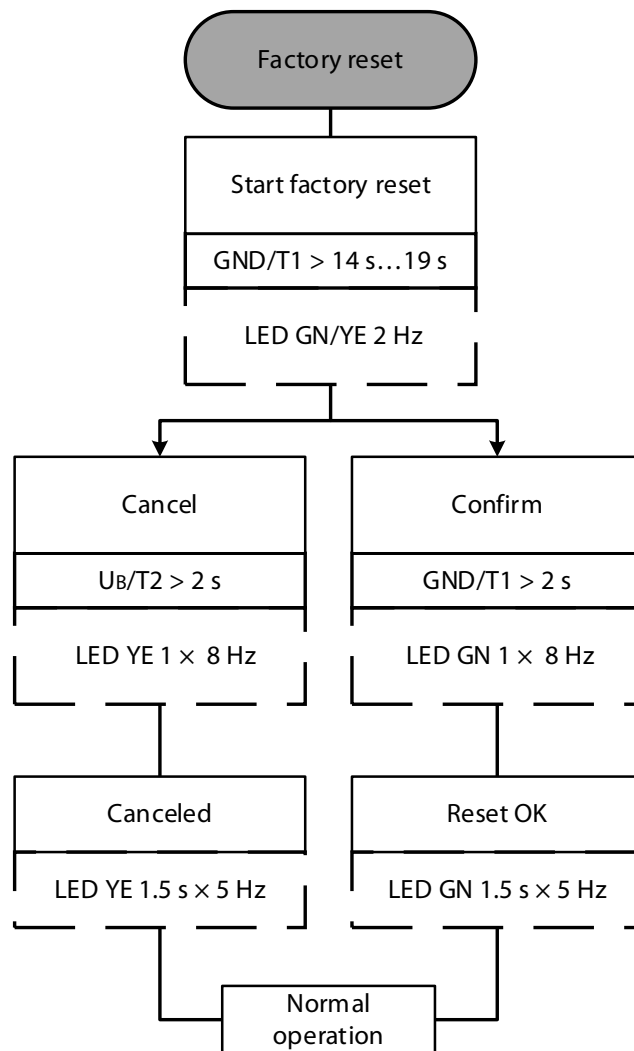 Factory reset
Start factory reset
GND/T1 > 14 s…19 s
LED GN/YE 2 Hz
Cancel
UB/T2 > 2 s
LED YE 1 × 8 Hz
Confirm
GND/T1 > 2 s
LED GN 1 × 8 Hz
Canceled
LED YE 1.5 s × 5 Hz
Reset OK
LED GN 1.5 s × 5 Hz
Normal
operation